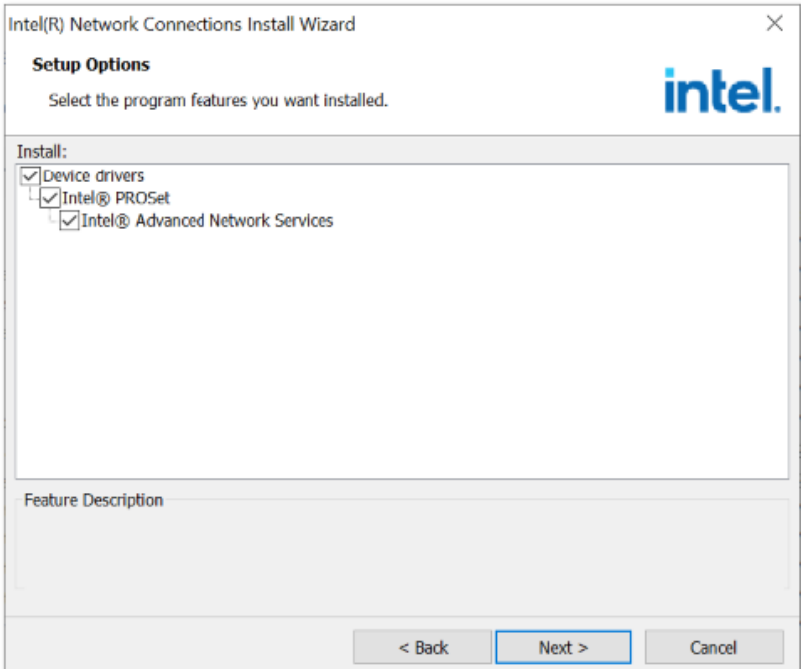 Intel(R) Network Connections Install Wizard
Setup Options
Select the program features you want installed.
intel.
Install:
Device drivers
Intel® PROSet
Intel® Advanced Network Services
Feature Description
< Back
Next >
Cancel